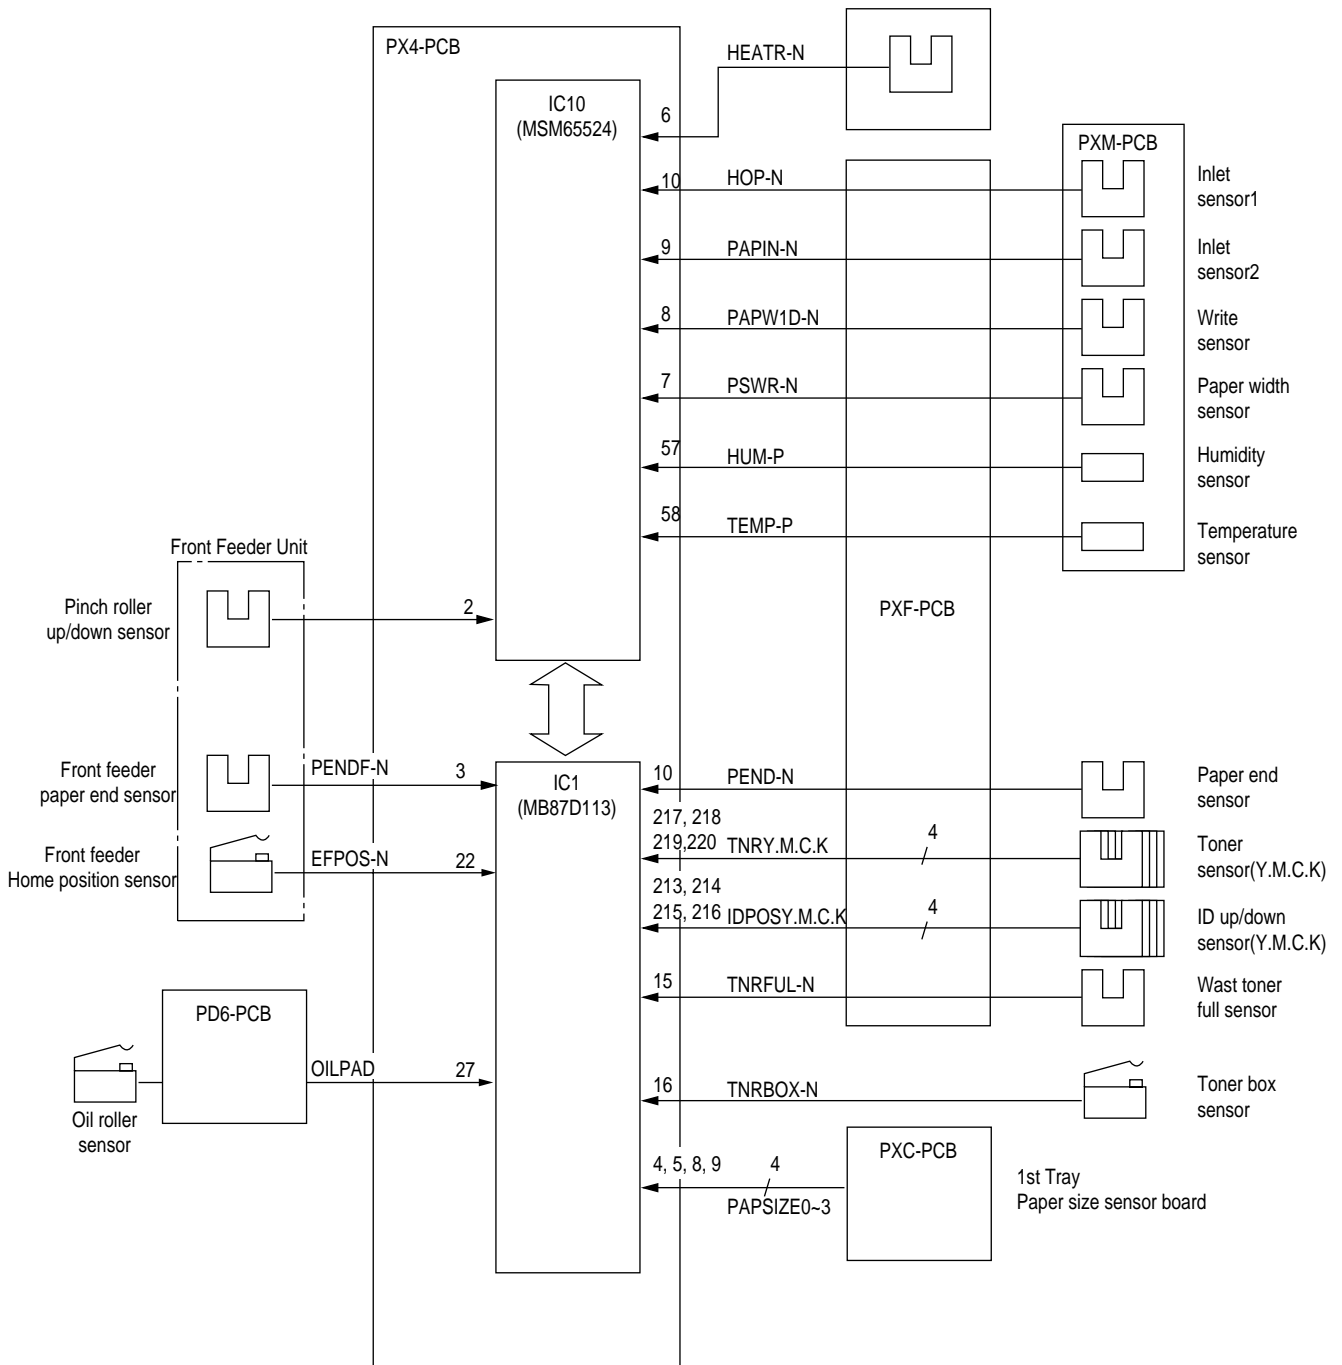 PX4-PCB
IC10
(MSM65524)
HEATR-N
6
PXM-PCB
10
HOP-N
Inlet
sensor1
9
PAPIN-N
Inlet
sensor2
8
PAPW1D-N
Write
sensor
7
PSWR-N
Paper width
sensor
57
HUM-P
Humidity
sensor
58
TEMP-P
Temperature
sensor
Front Feeder Unit
Pinch roller
up/down sensor
2
PXF-PCB
Front feeder
paper end sensor
PENDF-N
3
IC1
(MB87D113)
10
PEND-N
Paper end
sensor
Front feeder
Home position sensor
EFPOS-N
22
217, 218
219,220
TNRY.M.C.K
4
Toner
sensor(Y.M.C.K)
213, 214
215, 216
IDPOSY.M.C.K
4
ID up/down
sensor(Y.M.C.K)
15
TNRFUL-N
Wast toner
full sensor
PD6-PCB
OILPAD
27
Oil roller
sensor
16
TNRBOX-N
Toner box
sensor
4, 5, 8, 9
4
PAPSIZE0~3
PXC-PCB
1st Tray
Paper size sensor board